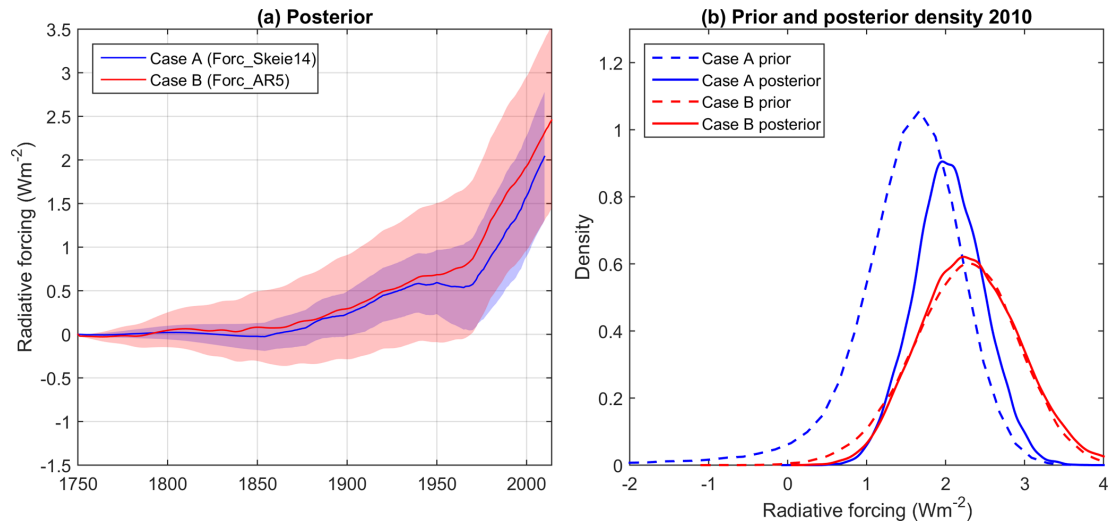 (a) Posterior
3.5
3
2.5
2
1.5
1
0.5
0
-0.5
-1
-1.5
Radiative forcing (Wm-2)
Case A (Forc_Skeie14)
Case B (Forc_AR5)
1750
1800
1850
1900
1950
2000
(b) Prior and posterior density 2010
1.2
1
0.8
0.6
0.4
0.2
0
Density
Case A prior
Case A posterior
Case B prior
Case B posterior
-2
-1
0
1
2
3
4
Radiative forcing (Wm-2)